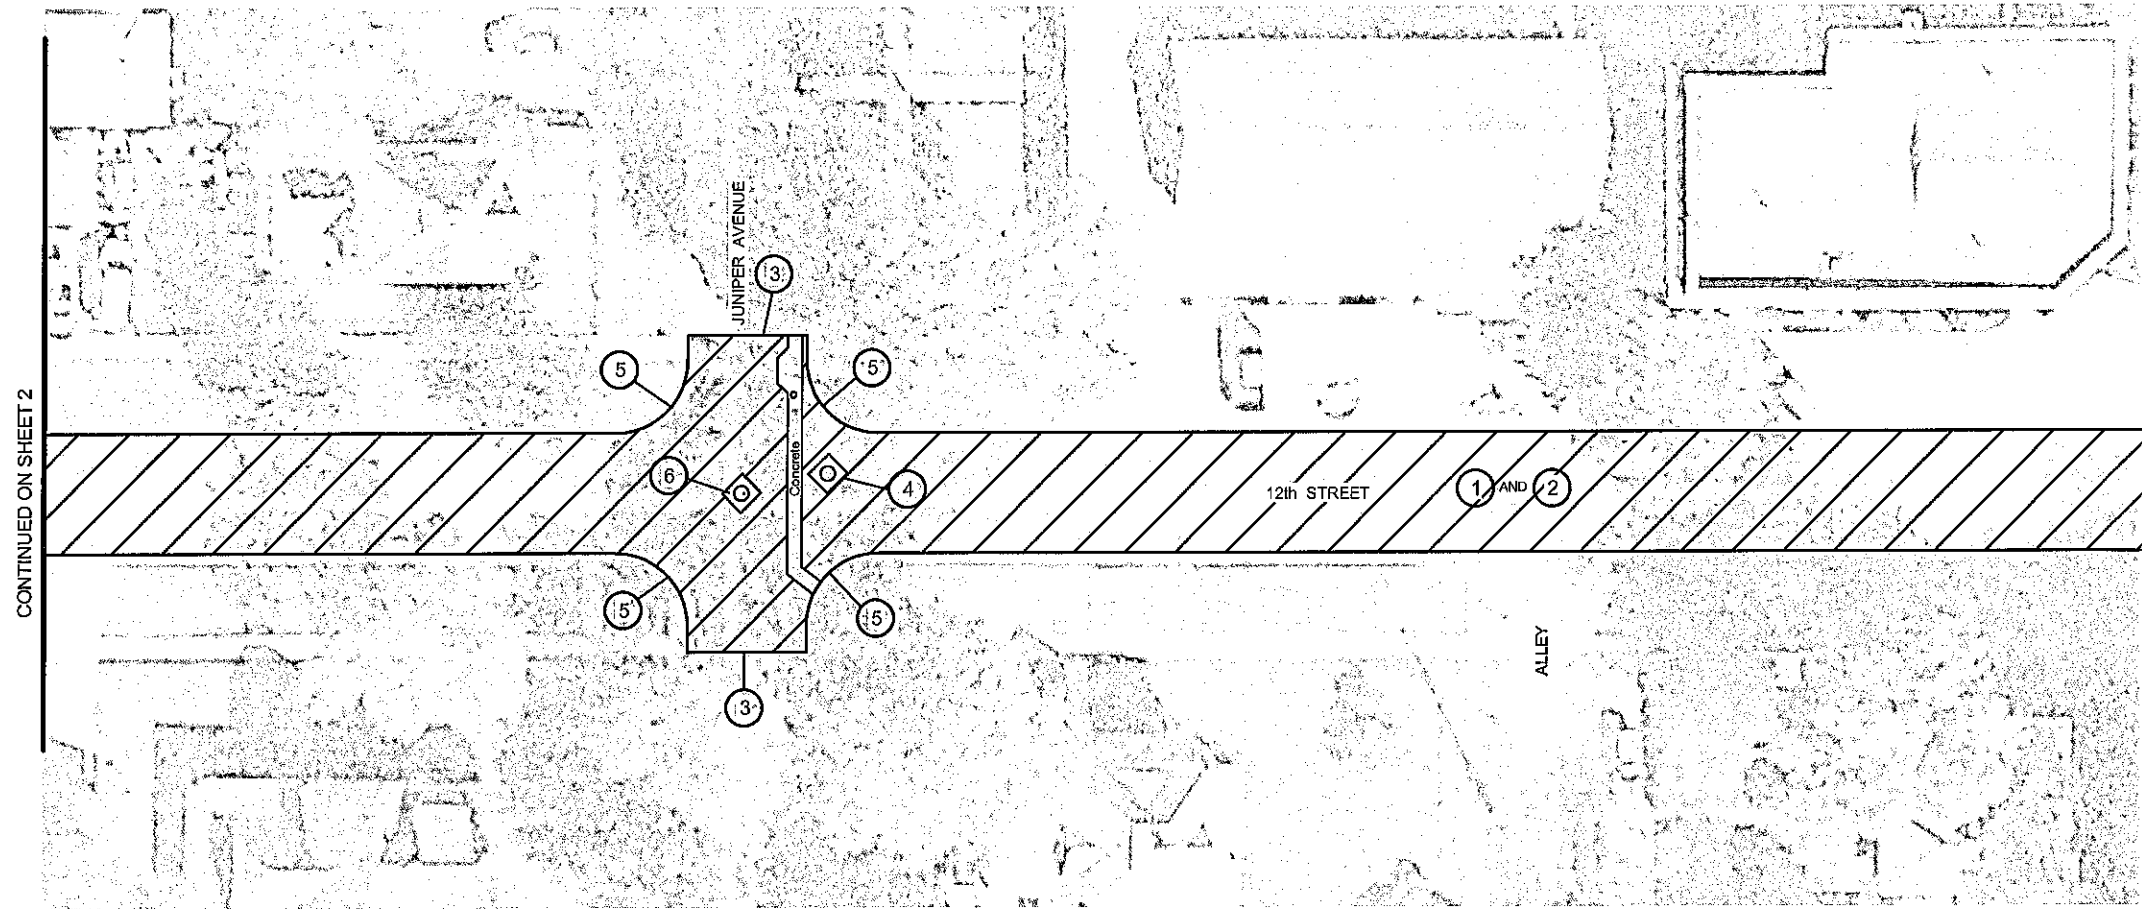 JUNIPER AVENUE
3
5
5
CONTINUED ON SHEET 2
6
Concrete
4
12th STREET
1 AND 2
5
5
ALLEY
3